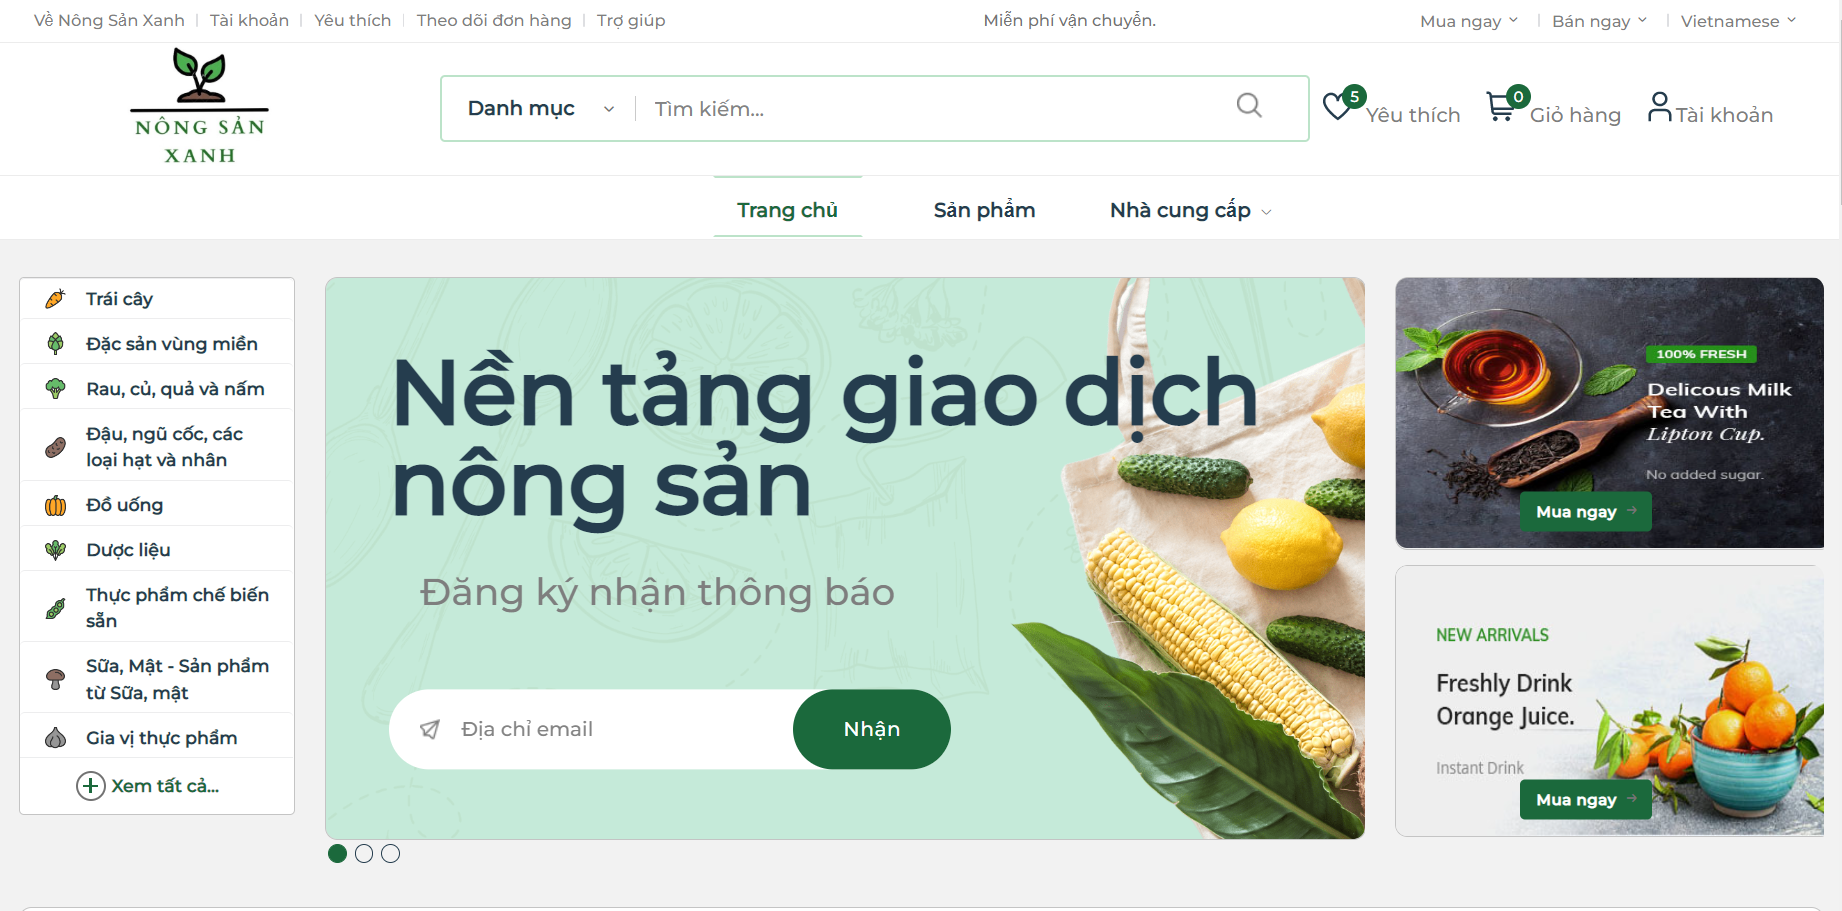 Về Nông Sản Xanh
Tài khoản
Yêu thích
Theo dõi đơn hàng
Trợ giúp
Miễn phí vận chuyển.
Mua ngay
Bán ngay
Vietnamese
NÔNG SẢN
XANH
Danh mục
Tìm kiếm...
5
Yêu thích
0
Giỏ hàng
Tài khoản
Trang chủ
Sản phẩm
Nhà cung cấp
Trái cây
Đặc sản vùng miền
Rau, củ, quả và nấm
Đậu, ngũ cốc, các
loại hạt và nhân
Đồ uống
Dược liệu
Thực phẩm chế biến
sẵn
Sữa, Mật - Sản phẩm
từ Sữa, mật
Gia vị thực phẩm
Xem tất cả...
Nền tảng giao dịch
nông sản
Đăng ký nhận thông báo
Địa chỉ email
Nhận
100% FRESH
Delicous Milk
Tea With
Lipton Cup.
No added sugar.
Mua ngay
NEW ARRIVALS
Freshly Drink
Orange Juice.
Instant Drink
Mua ngay